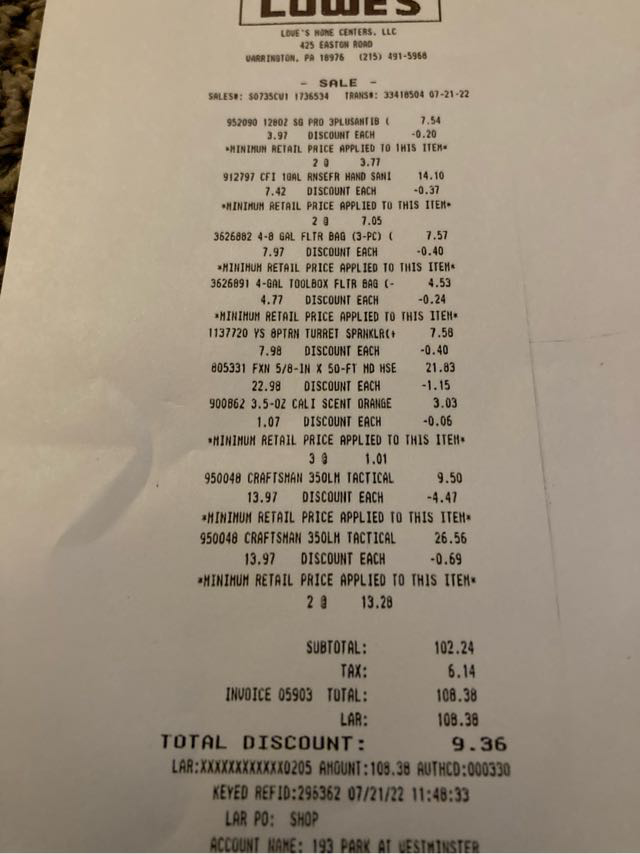 LOWE'S
LOWE'S HOME CENTERS, LLC
425 EASTON ROAD
WARRINGTON, PA 18976 (215) 491-5968
- SALE -
SALES#: S0735CW1 1736534 TRANS#: 33418504 07-21-22
952090 128OZ SG PRO 3PLUSANTIB ( 7.54
3.97 DISCOUNT EACH -0.20
*MINIMUM RETAIL PRICE APPLIED TO THIS ITEM*
2 @ 3.77
912797 CFI 1GAL RNSEFR HAND SANI 14.10
7.42 DISCOUNT EACH -0.37
*MINIMUM RETAIL PRICE APPLIED TO THIS ITEM*
2 @ 7.05
3626882 4-8 GAL FLTR BAG (3-PC) ( 7.57
7.97 DISCOUNT EACH -0.40
*MINIMUM RETAIL PRICE APPLIED TO THIS ITEM*
3626891 4-GAL TOOLBOX FLTR BAG (- 4.53
4.77 DISCOUNT EACH -0.24
*MINIMUM RETAIL PRICE APPLIED TO THIS ITEM*
1137720 YS 8PTRN TURRET SPRNKLR(+ 7.58
7.98 DISCOUNT EACH -0.40
805331 FXN 5/8-IN X 50-FT MD HSE 21.83
22.98 DISCOUNT EACH -1.15
900862 3.5-OZ CALI SCENT ORANGE 3.03
1.07 DISCOUNT EACH -0.06
*MINIMUM RETAIL PRICE APPLIED TO THIS ITEM*
3 @ 1.01
950048 CRAFTSMAN 350LM TACTICAL 9.50
13.97 DISCOUNT EACH -4.47
*MINIMUM RETAIL PRICE APPLIED TO THIS ITEM*
950048 CRAFTSMAN 350LM TACTICAL 26.56
13.97 DISCOUNT EACH -0.69
*MINIMUM RETAIL PRICE APPLIED TO THIS ITEM*
2 @ 13.28
SUBTOTAL: 102.24
TAX: 6.14
INVOICE 05903 TOTAL: 108.38
LAR: 108.38
TOTAL DISCOUNT: 9.36
LAR:XXXXXXXXXXXX0205 AMOUNT:108.38 AUTHCD:000330
KEYED REFID:296362 07/21/22 11:48:33
LAR PO: SHOP
ACCOUNT NAME: 193 PARK AT WESTMINSTER